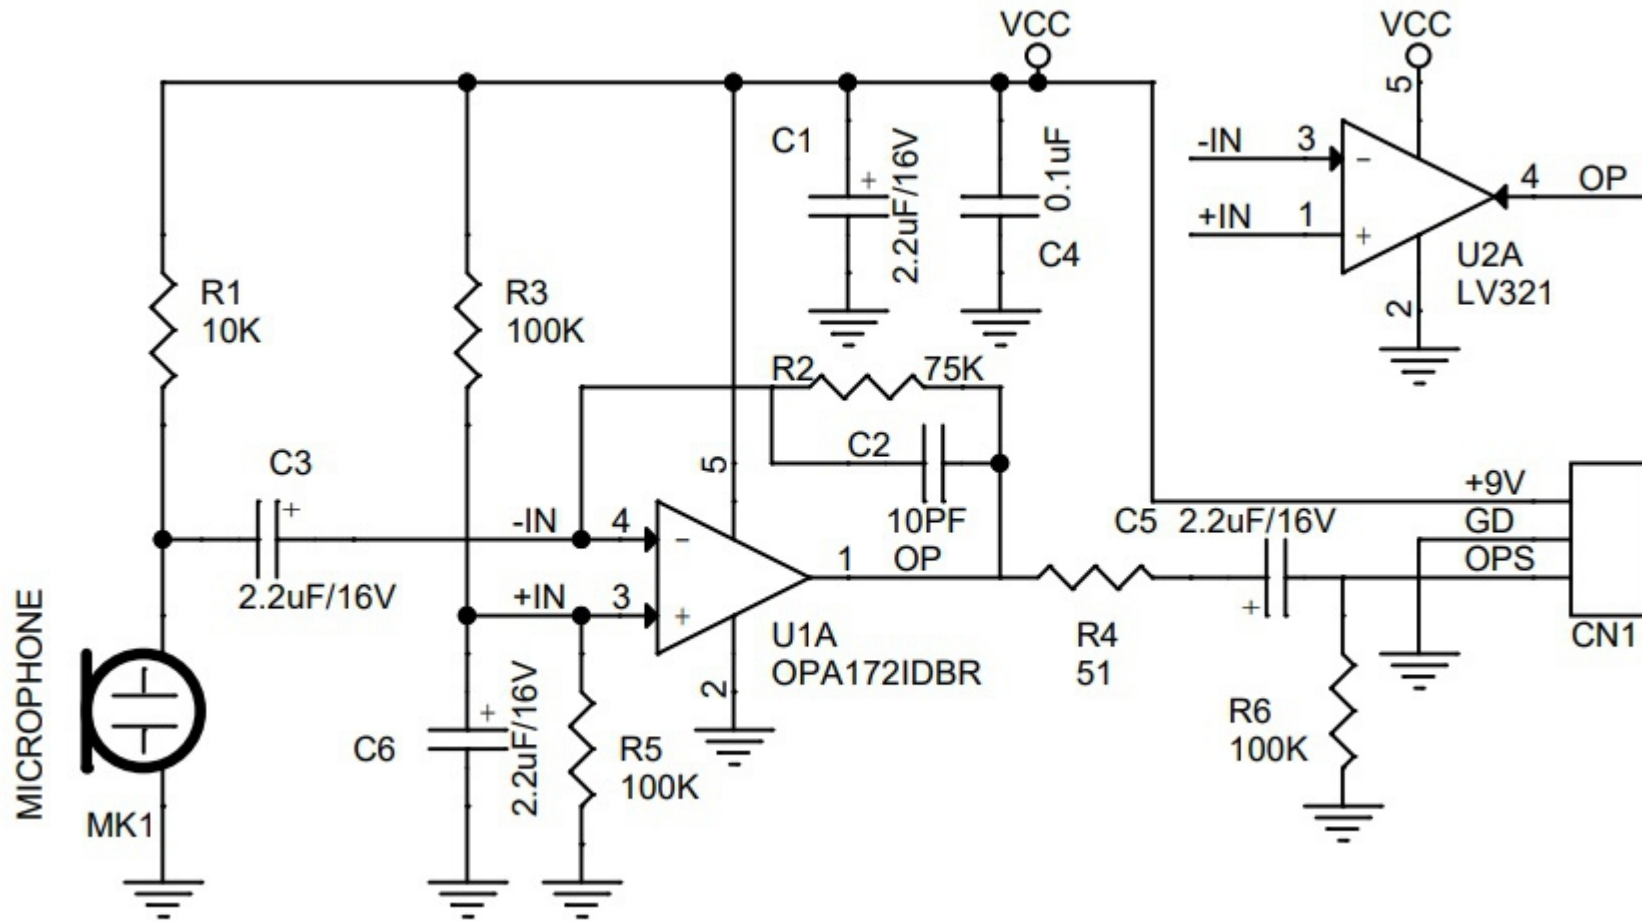 VCC
VCC
5
C1
2.2uF/16V
+
0.1uF
C4
-IN
3
-
+IN
1
+
4
OP
U2A
LV321
2
R1
10K
R3
100K
R2
75K
C2
10PF
5
C3
+
2.2uF/16V
-IN
4
-
+IN
3
+
1
OP
U1A
OPA172IDBR
2
C5
2.2uF/16V
+
R4
51
+9V
GD
OPS
CN1
R6
100K
MICROPHONE
MK1
C6
+
2.2uF/16V
R5
100K